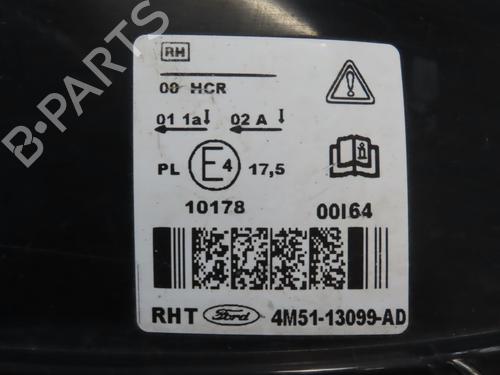 B-PARTS
RH
00 HCR
01 1a 02 A
PL E4 17,5
i
10178 00I64
RHT Ford 4M51-13099-AD